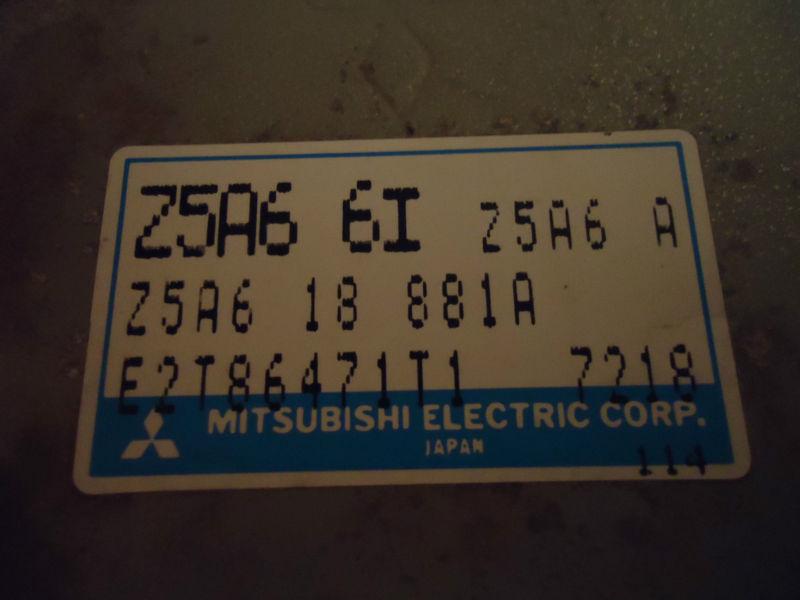 Z5A6 6I Z5A6 A
Z5A6 18 881A
E2T86471T1 7218
MITSUBISHI ELECTRIC CORP.
JAPAN
114